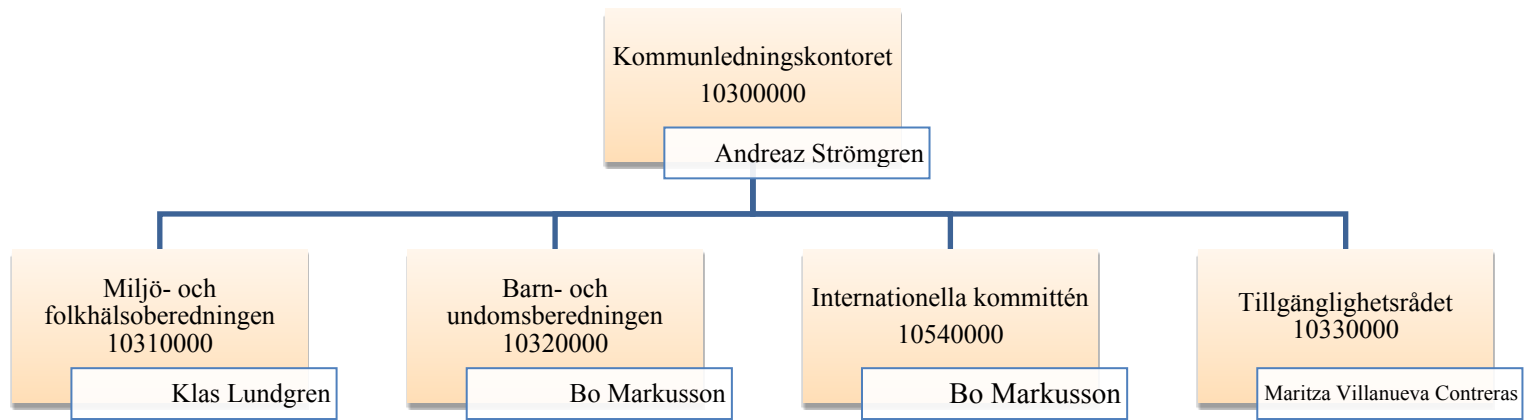 Kommunledningskontoret
10300000
Andreaz Strömgren
Miljö- och
folkhälsoberedningen
10310000
Klas Lundgren
Barn- och
undomsberedningen
10320000
Bo Markusson
Internationella kommittén
10540000
Bo Markusson
Tillgänglighetsrådet
10330000
Maritza Villanueva Contreras